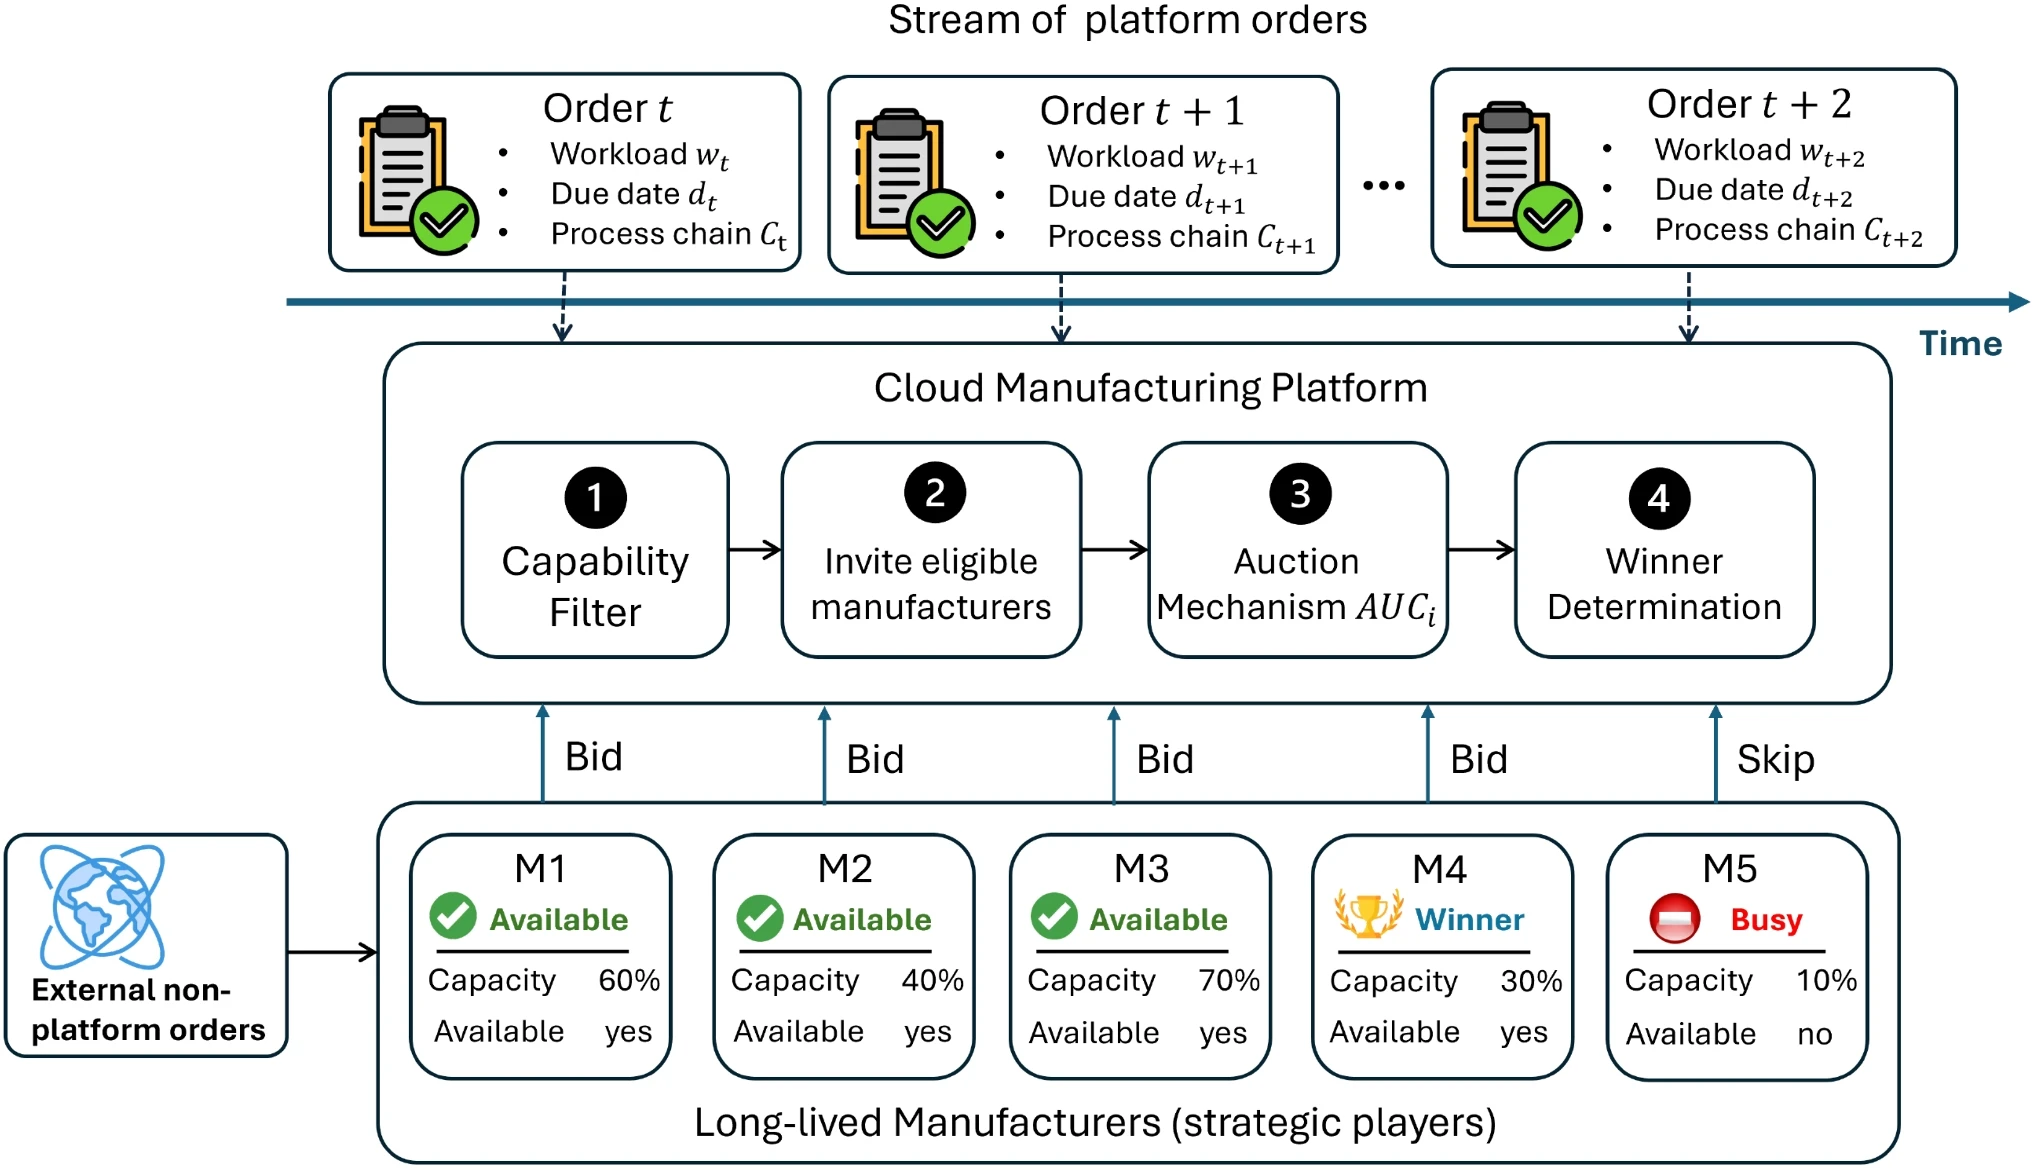 Stream of platform orders
Order t
• Workload w_t
• Due date d_t
• Process chain C_t
Order t + 1
• Workload w_{t+1}
• Due date d_{t+1}
• Process chain C_{t+1}
...
Order t + 2
• Workload w_{t+2}
• Due date d_{t+2}
• Process chain C_{t+2}
Time
Cloud Manufacturing Platform
1
Capability
Filter
2
Invite eligible
manufacturers
3
Auction
Mechanism AUC_i
4
Winner
Determination
Bid
Bid
Bid
Bid
Skip
External non-
platform orders
M1
Available
Capacity 60%
Available yes
M2
Available
Capacity 40%
Available yes
M3
Available
Capacity 70%
Available yes
M4
Winner
Capacity 30%
Available yes
M5
Busy
Capacity 10%
Available no
Long-lived Manufacturers (strategic players)